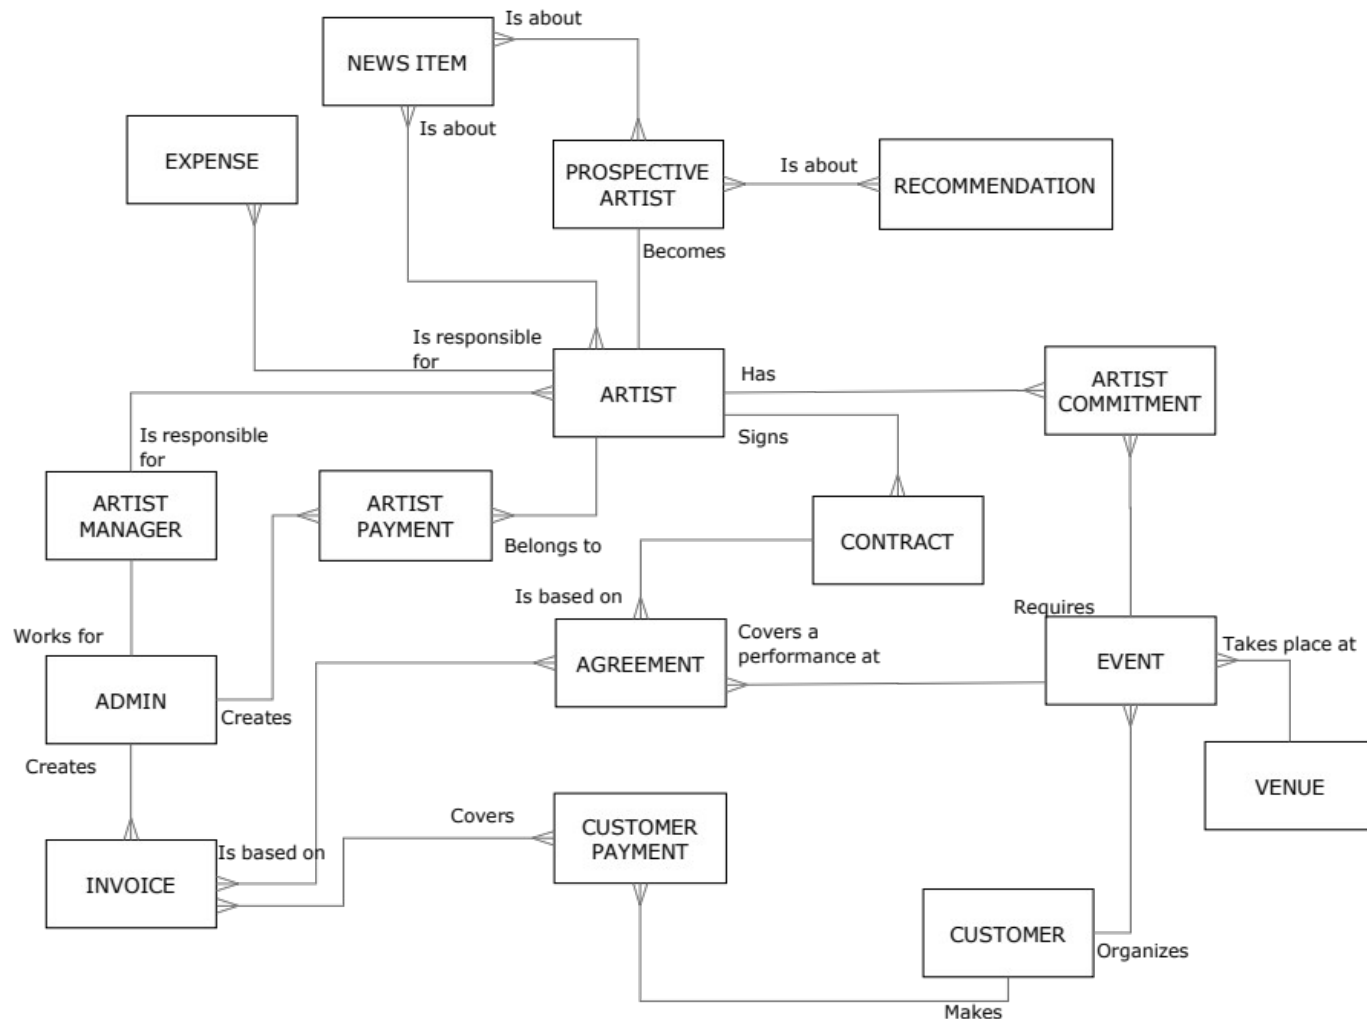 Is about
NEWS ITEM
Is about
EXPENSE
PROSPECTIVE
ARTIST
Is about
RECOMMENDATION
Becomes
Is responsible
for
ARTIST
Has
ARTIST
COMMITMENT
Is responsible
for
Signs
ARTIST
MANAGER
ARTIST
PAYMENT
Belongs to
CONTRACT
Is based on
Requires
Works for
Covers a
performance at
AGREEMENT
EVENT
Takes place at
ADMIN
Creates
Creates
VENUE
Covers
CUSTOMER
PAYMENT
Is based on
INVOICE
CUSTOMER
Organizes
Makes